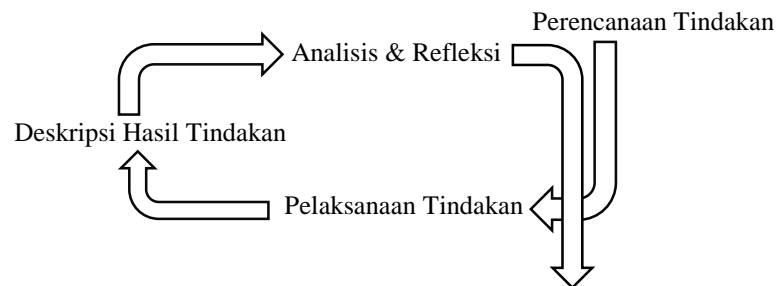 Perencanaan Tindakan
Analisis & Refleksi
Deskripsi Hasil Tindakan
Pelaksanaan Tindakan